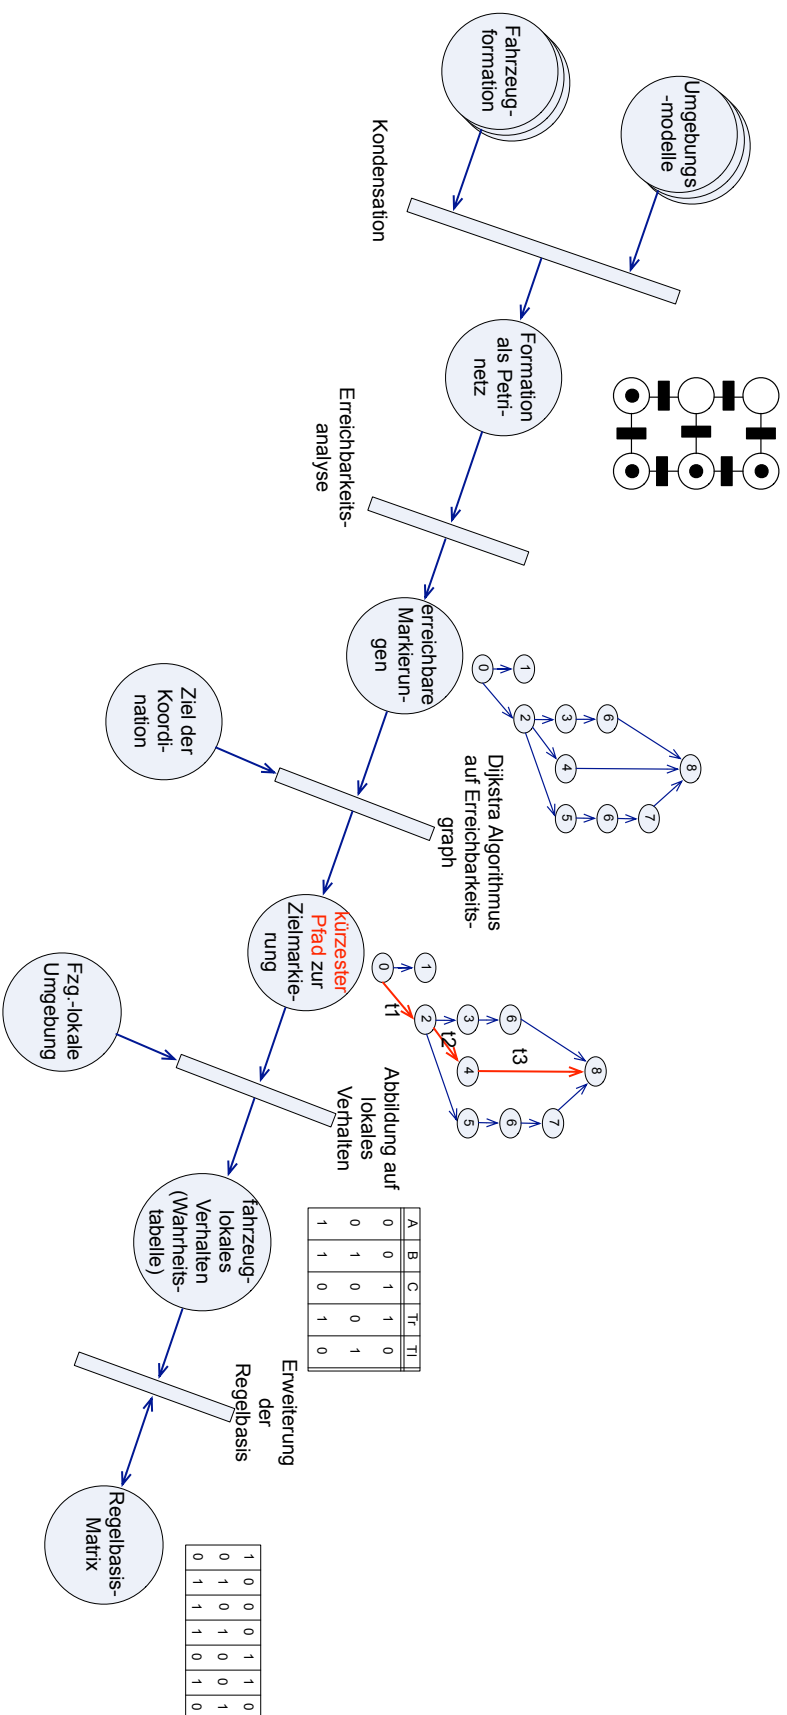 Umgebungs
-modelle
Fahrzeug-
formation
Kondensation
Formation
als Petri-
netz
Erreichbarkeits-
analyse
erreichbare
Markierun-
gen
8
7
3 6
6
1
2
4
5
0
Ziel der
Koordi-
nation
Dijkstra Algorithmus
auf Erreichbarkeits-
graph
kürzester
Pfad zur
Zielmarkie-
rung
8
7
6
6
t3
3
4
5
t2
1
2
t1
0
Fzg.-lokale
Umgebung
Abbildung auf
lokales
Verhalten
fahrzeug-
lokales
Verhalten
(Wahrheits-
tabelle)
A B C Tr Tl
0 0 1 1 0
0 1 0 0 1
1 1 0 1 0
Erweiterung
der
Regelbasis
Regelbasis-
Matrix
1 0 0 0 1 1 0
0 1 0 1 0 0 1
0 1 1 1 0 1 0